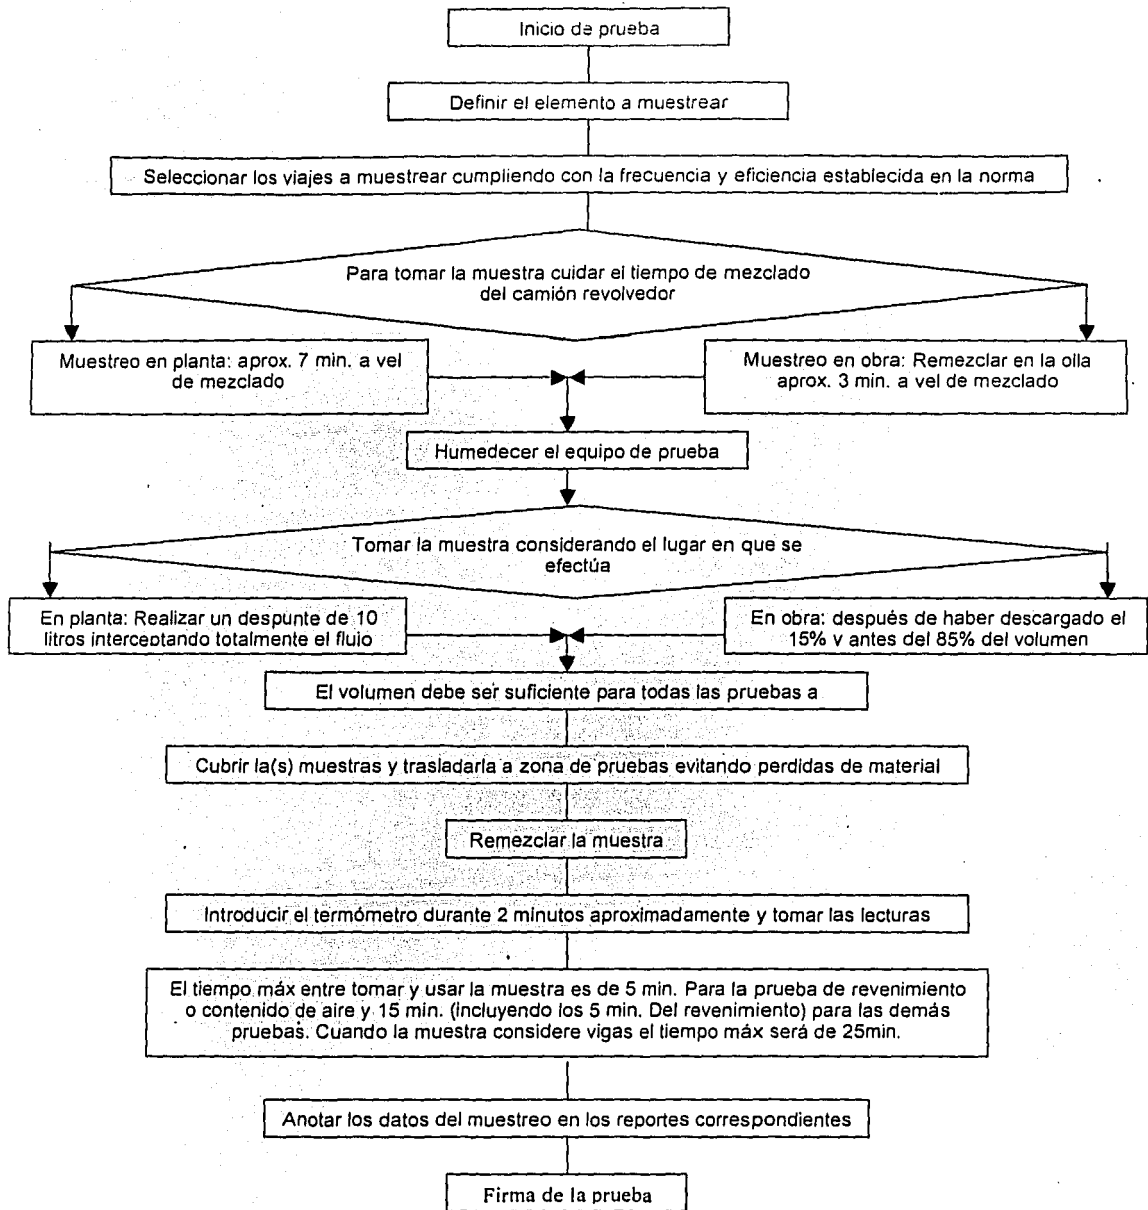 Inicio de prueba
Definir el elemento a muestrear
Seleccionar los viajes a muestrear cumpliendo con la frecuencia y eficiencia establecida en la norma
Para tomar la muestra cuidar el tiempo de mezclado
del camión revolvedor
Muestreo en planta: aprox. 7 min. a vel
de mezclado
Muestreo en obra: Remezclar en la olla
aprox. 3 min. a vel de mezclado
Humedecer el equipo de prueba
Tomar la muestra considerando el lugar en que se
efectúa
En planta: Realizar un despunte de 10
litros interceptando totalmente el flujo
En obra: después de haber descargado el
15% y antes del 85% del volumen
El volumen debe ser suficiente para todas las pruebas a
Cubrir la(s) muestras y trasladarla a zona de pruebas evitando perdidas de material
Remezclar la muestra
Introducir el termómetro durante 2 minutos aproximadamente y tomar las lecturas
El tiempo máx entre tomar y usar la muestra es de 5 min. Para la prueba de revenimiento
o contenido de aire y 15 min. (incluyendo los 5 min. Del revenimiento) para las demás
pruebas. Cuando la muestra considere vigas el tiempo máx será de 25min.
Anotar los datos del muestreo en los reportes correspondientes
Firma de la prueba